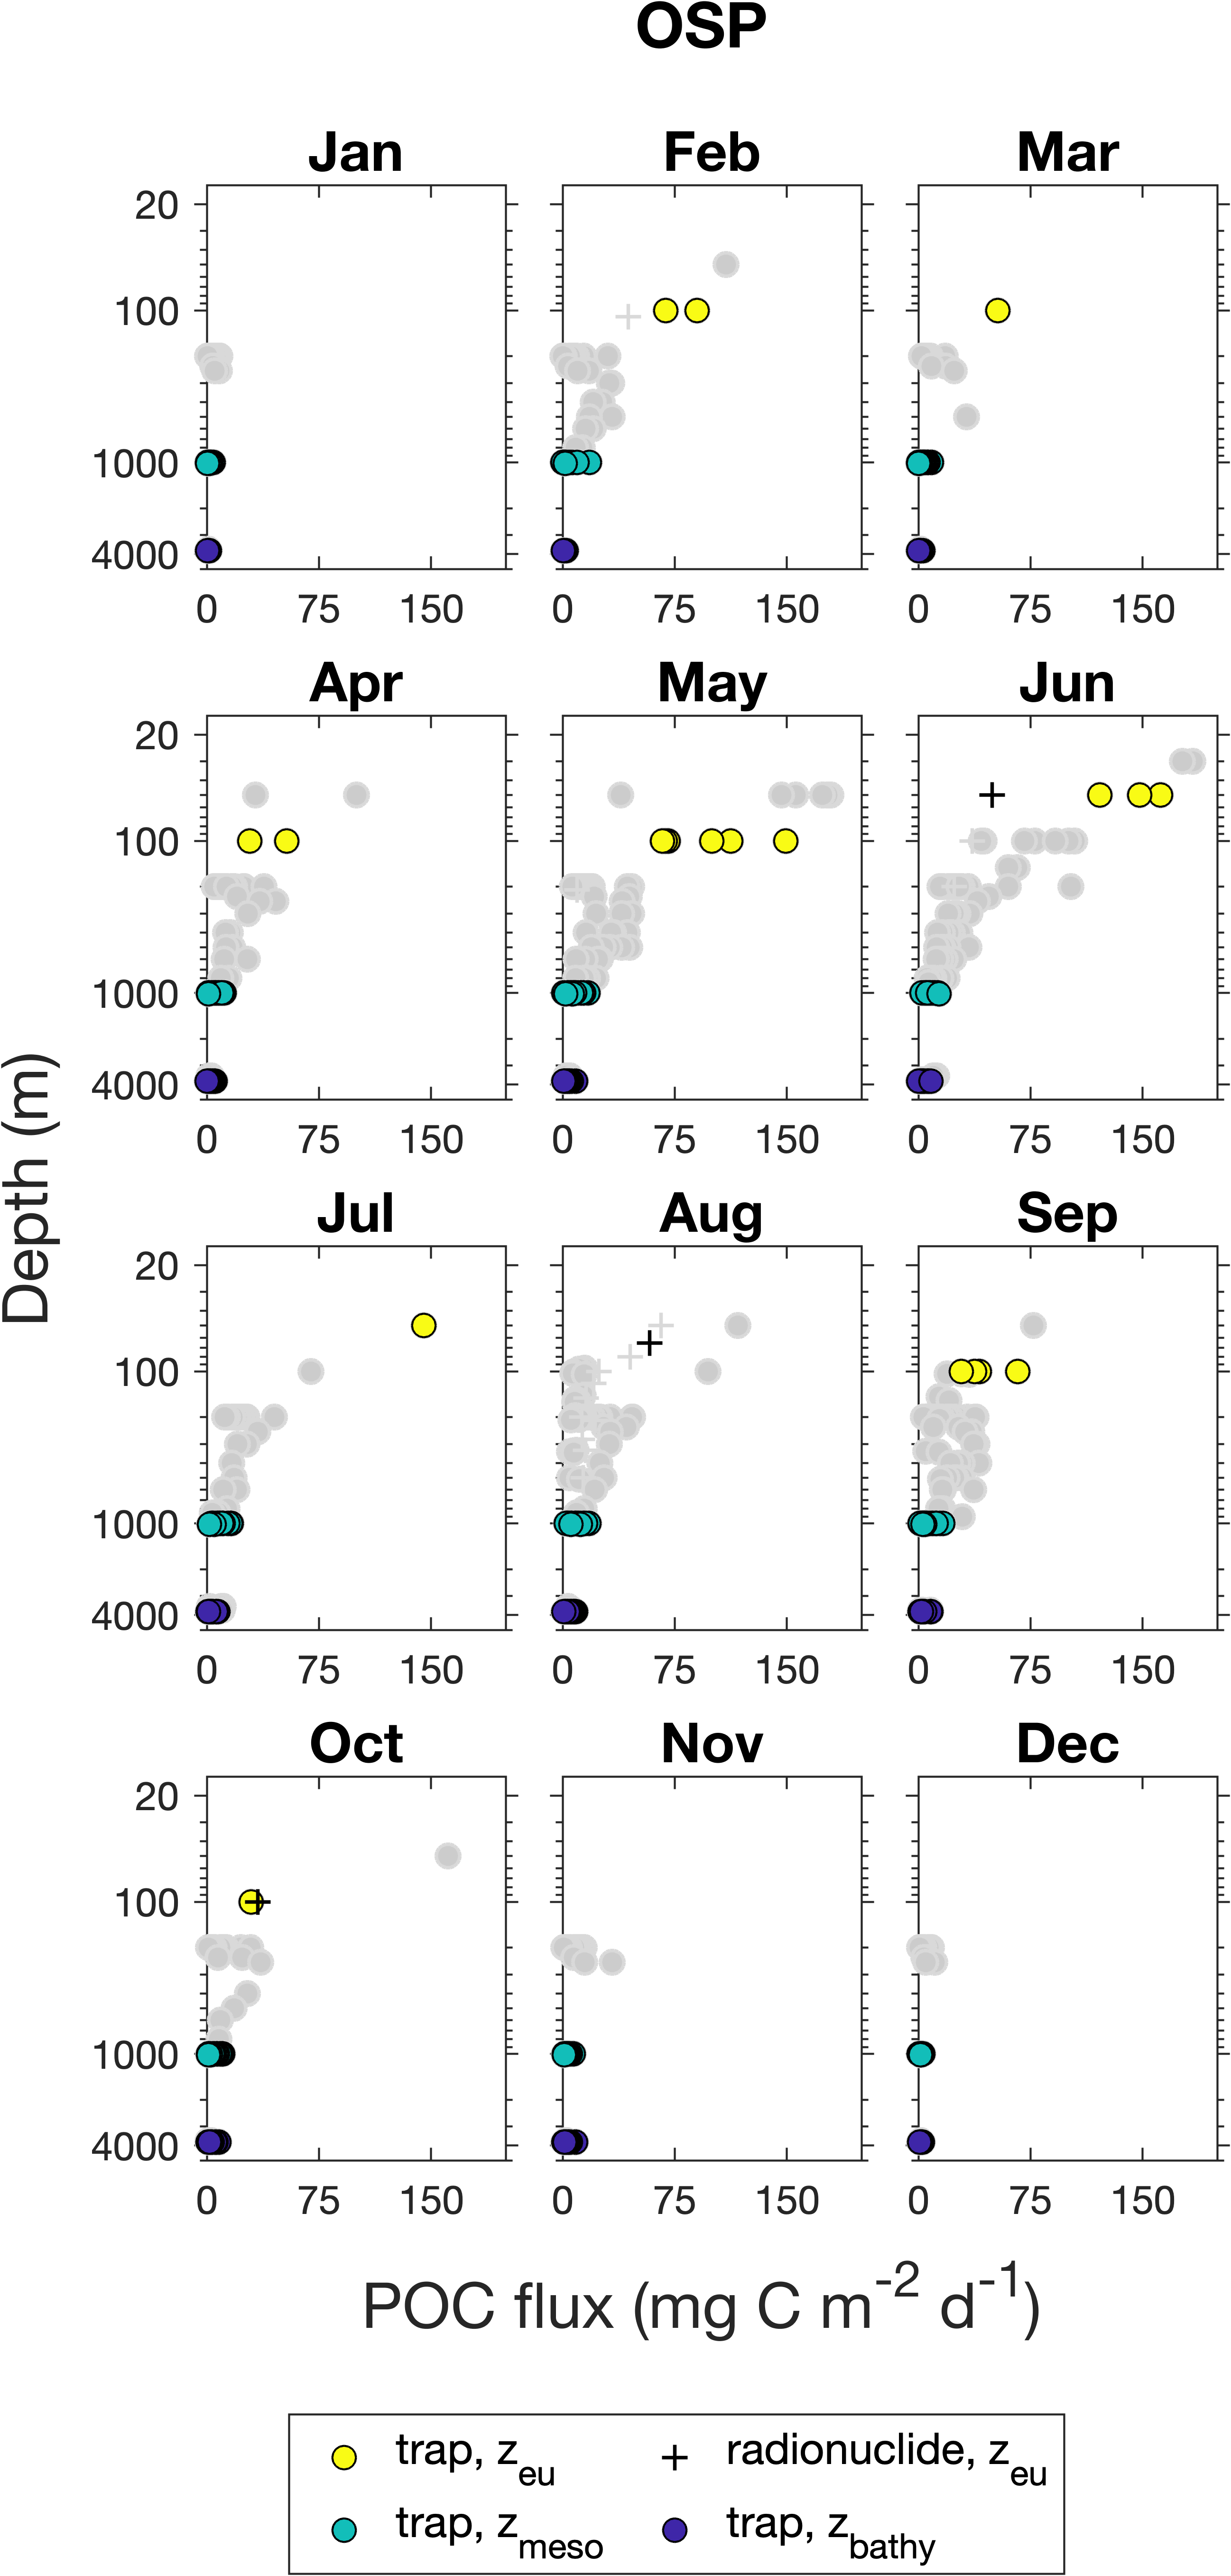 OSP
Jan Feb Mar
20
100
1000
4000
0 75 150 0 75 150 0 75 150
Apr May Jun
20
100
1000
4000
0 75 150 0 75 150 0 75 150
Depth (m)
Jul Aug Sep
20
100
1000
4000
0 75 150 0 75 150 0 75 150
Oct Nov Dec
20
100
1000
4000
0 75 150 0 75 150 0 75 150
POC flux (mg C m-2 d-1)
trap, zeu radionuclide, zeu
trap, zmeso trap, zbathy